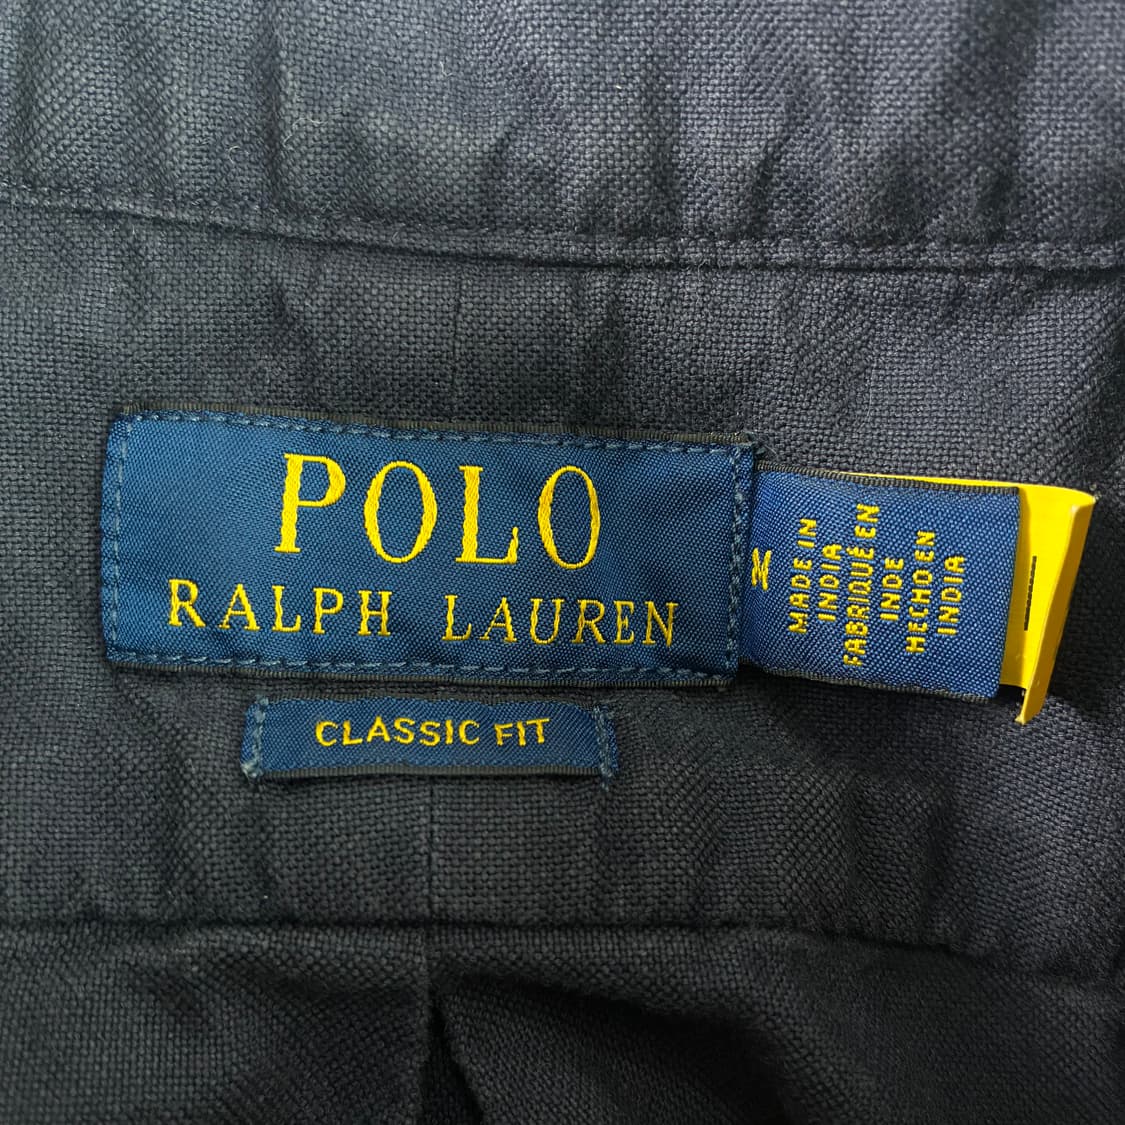 POLO
RALPH LAUREN
CLASSIC FIT
M
MADE IN
INDIA
FABRIQUÉ EN
INDE
HECHO EN
INDIA